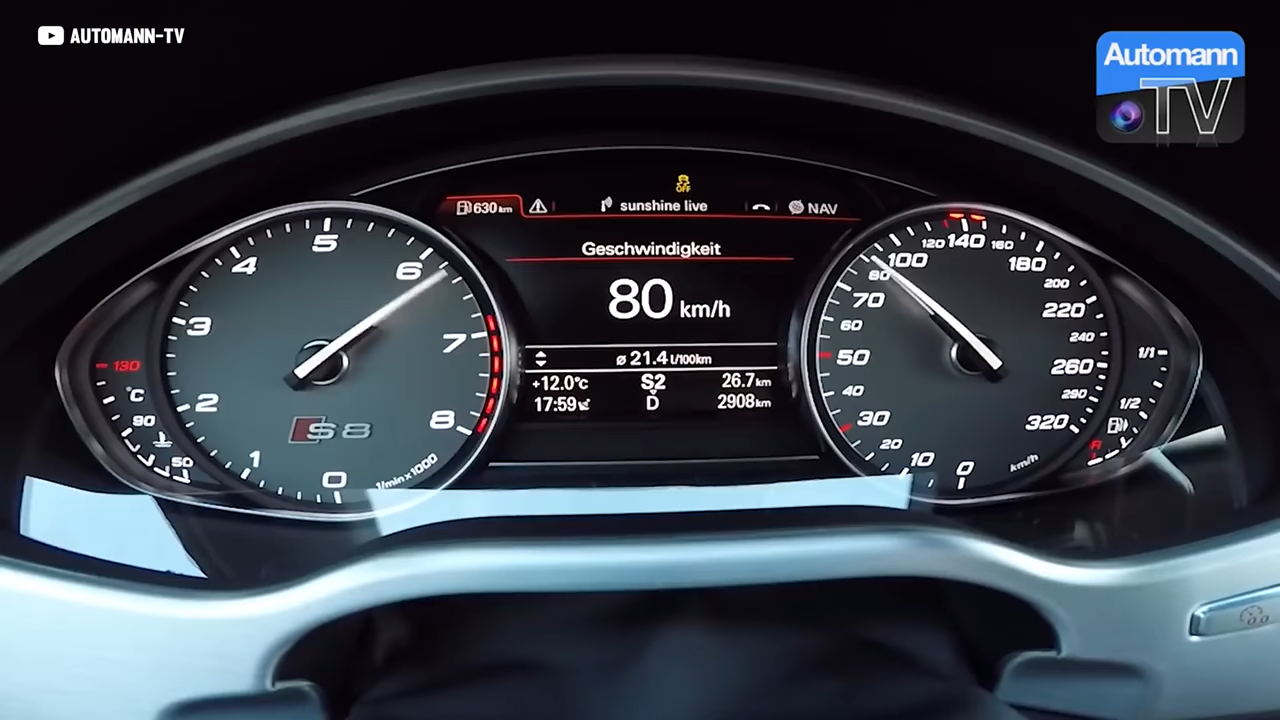 AUTOMANN-TV
Automann
TV
OFF
630 km
sunshine live
NAV
Geschwindigkeit
80 km/h
ø 21.4 l/100km
+12.0°C S2 26.7 km
17:59 D 2908 km
0 1 2 3 4 5 6 7 8
1/min x 1000
S8
130
°C
90
50
0 10 20 30 40 50 60 70 80 100 120 140 160 180 200 220 240 260 290 320
km/h
1/1
1/2
R